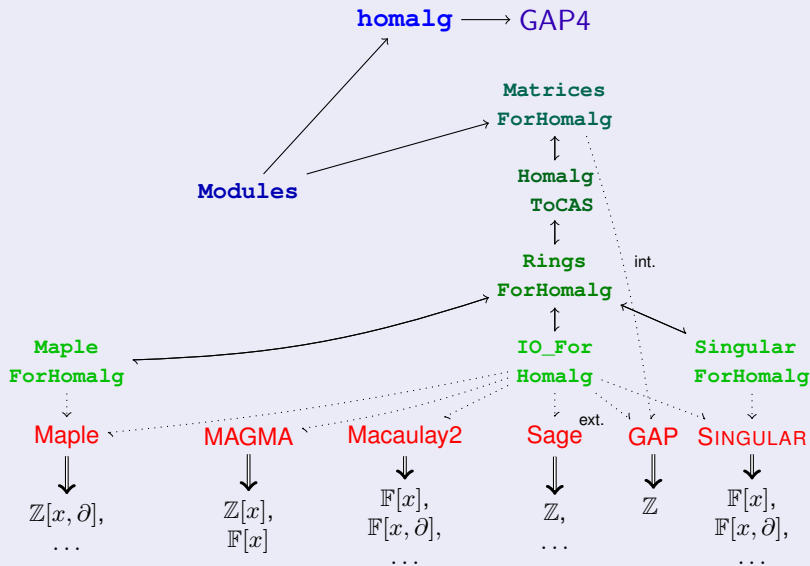 homalg GAP4
Matrices
ForHomalg
Modules
Homalg
ToCAS
Rings
ForHomalg
int.
Maple
ForHomalg
IO_For
Homalg
Singular
ForHomalg
ext.
Maple MAGMA Macaulay2 Sage GAP SINGULAR
ℤ[x, ∂], ℤ[x], 𝔽[x], ℤ, ℤ 𝔽[x],
... 𝔽[x] 𝔽[x, ∂], ... 𝔽[x, ∂],
... ...